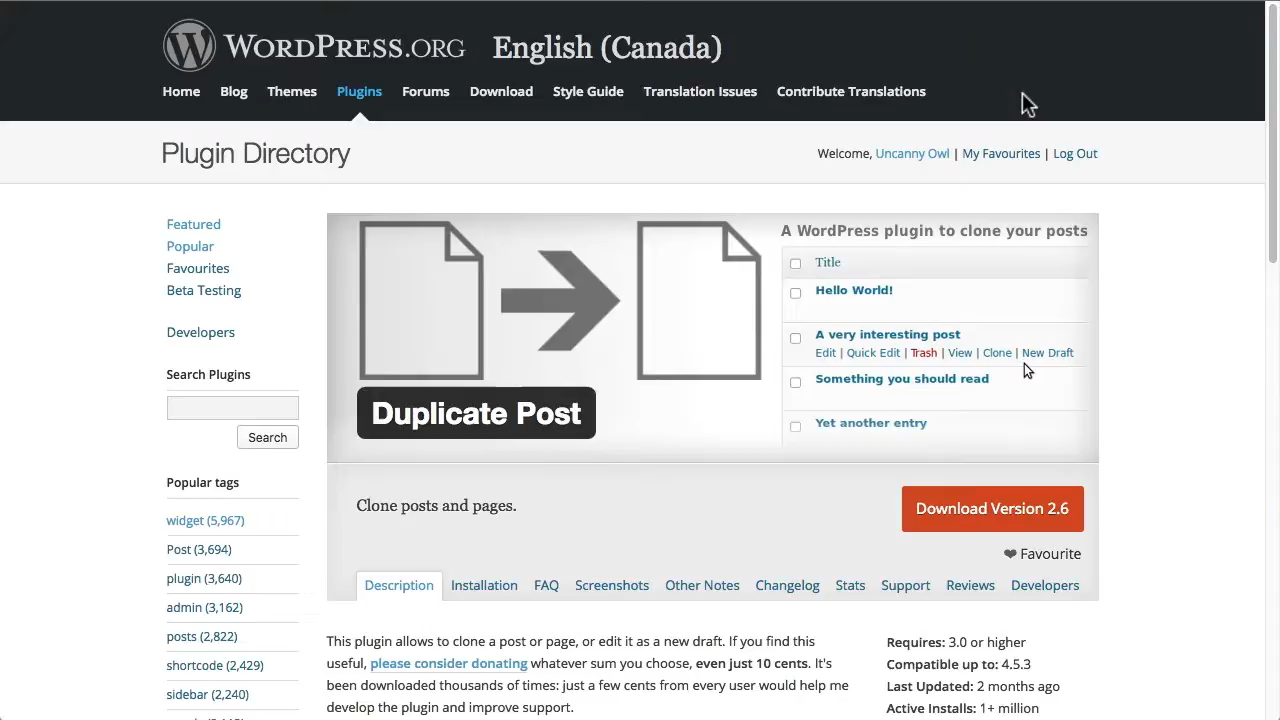 WORDPRESS.ORG English (Canada)
Home Blog Themes Plugins Forums Download Style Guide Translation Issues Contribute Translations
Plugin Directory
Welcome, Uncanny Owl | My Favourites | Log Out
Featured
Popular
Favourites
Beta Testing
Developers
Search Plugins
Search
Popular tags
widget (5,967)
Post (3,694)
plugin (3,640)
admin (3,162)
posts (2,822)
shortcode (2,429)
sidebar (2,240)
A WordPress plugin to clone your posts
Title
Hello World!
A very interesting post
Edit | Quick Edit | Trash | View | Clone | New Draft
Something you should read
Yet another entry
Duplicate Post
Clone posts and pages.
Download Version 2.6
❤ Favourite
Description Installation FAQ Screenshots Other Notes Changelog Stats Support Reviews Developers
This plugin allows to clone a post or page, or edit it as a new draft. If you find this
useful, please consider donating whatever sum you choose, even just 10 cents. It's
been downloaded thousands of times: just a few cents from every user would help me
develop the plugin and improve support.
Requires: 3.0 or higher
Compatible up to: 4.5.3
Last Updated: 2 months ago
Active Installs: 1+ million